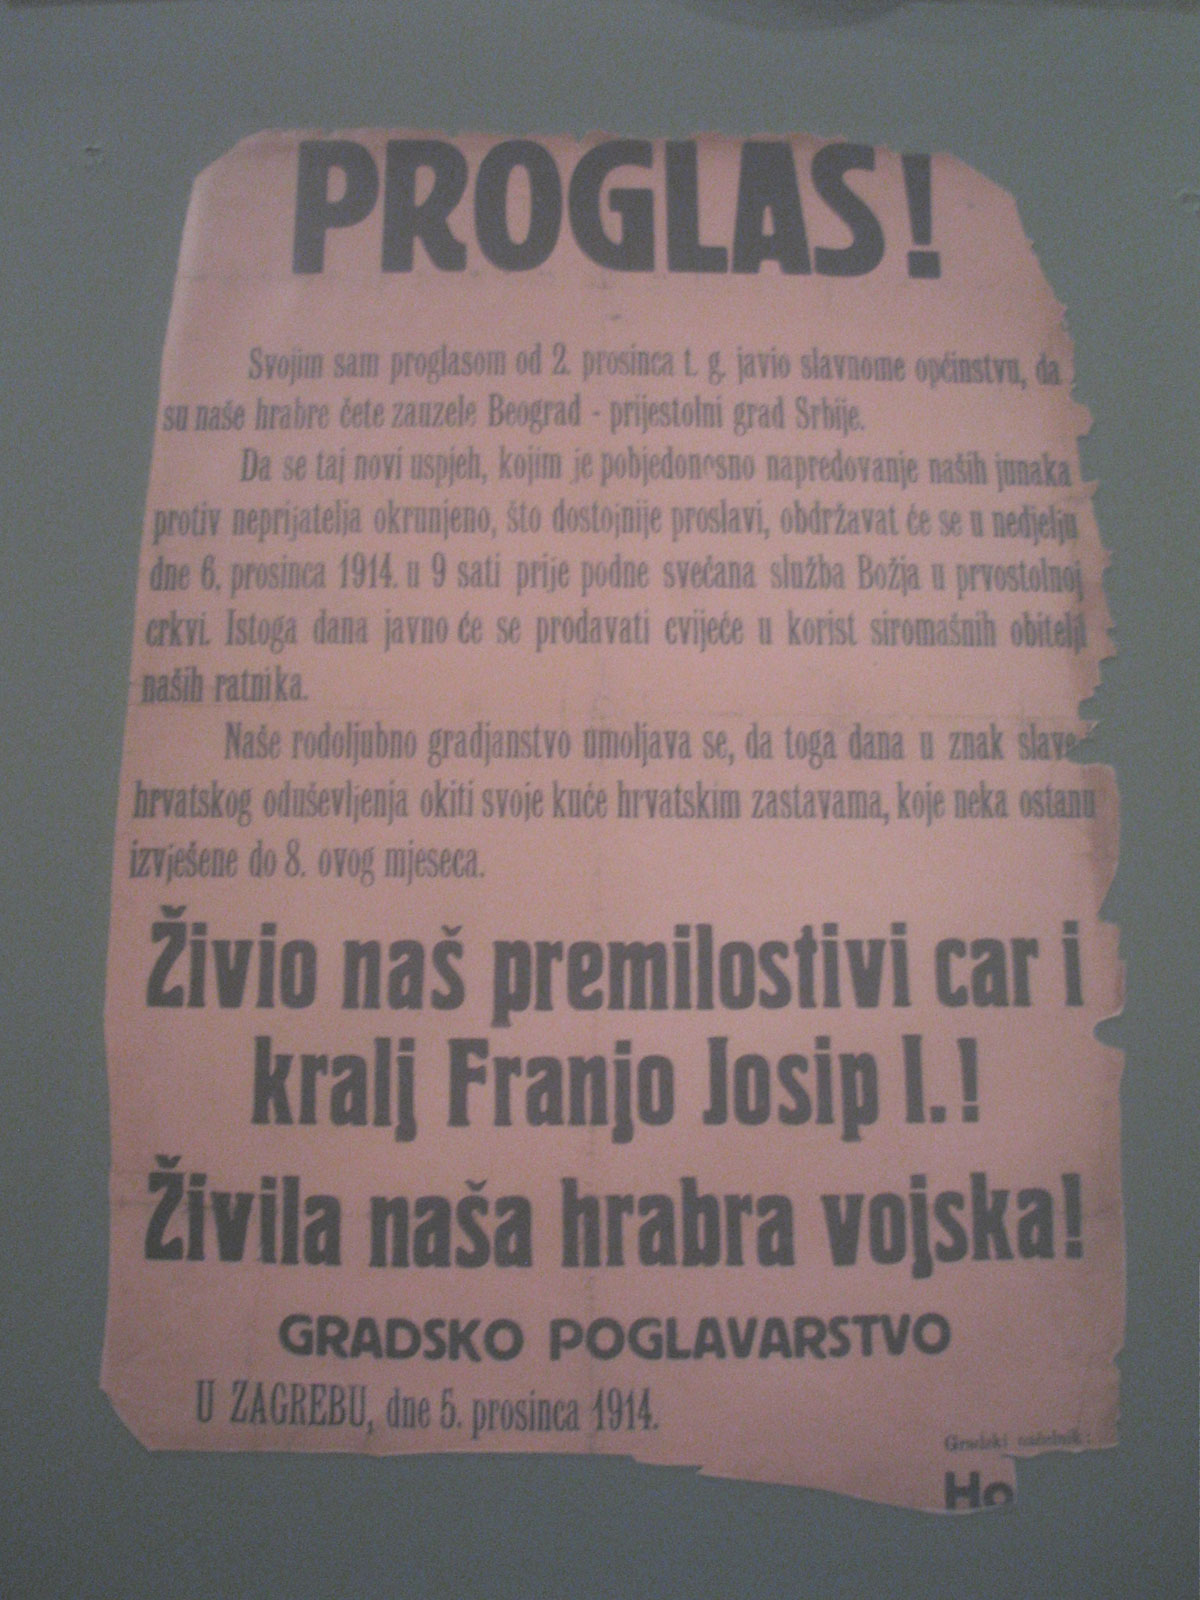 PROGLAS!
Svojim sam proglasom od 2. prosinca t. g. javio slavnome općinstvu, da
su naše hrabre čete zauzele Beograd - prijestolni grad Srbije.
Da se taj novi uspjeh, kojim je pobjedonosno napredovanje naših junaka
protiv neprijatelja okrunjeno, što dostojnije proslavi, obdržavat će se u nedjelju
dne 6. prosinca 1914. u 9 sati prije podne svečana služba Božja u prvostolnoj
crkvi. Istoga dana javno će se prodavati cvijeće u korist siromašnih obitelji
naših ratnika.
Naše rodoljubno gradjanstvo umoljava se, da toga dana u znak slave
hrvatskog oduševljenja okiti svoje kuće hrvatskim zastavama, koje neka ostanu
izvješene do 8. ovog mjeseca.
Živio naš premilostivi car i
kralj Franjo Josip I.!
Živila naša hrabra vojska!
GRADSKO POGLAVARSTVO
U ZAGREBU, dne 5. prosinca 1914.
Gradski načelnik:
Ho